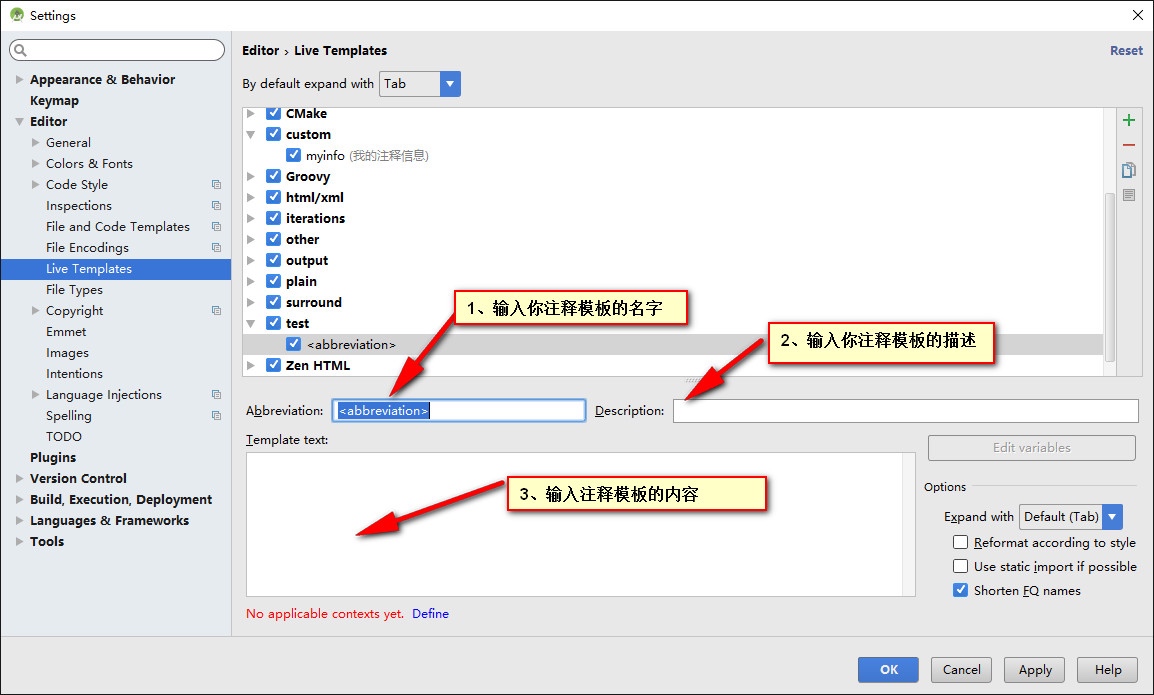 Settings
Editor › Live Templates
Reset
By default expand with Tab
Appearance & Behavior
Keymap
Editor
General
Colors & Fonts
Code Style
Inspections
File and Code Templates
File Encodings
Live Templates
File Types
Copyright
Emmet
Images
Intentions
Language Injections
Spelling
TODO
Plugins
Version Control
Build, Execution, Deployment
Languages & Frameworks
Tools
CMake
custom
myinfo (我的注释信息)
Groovy
html/xml
iterations
other
output
plain
surround
test
<abbreviation>
Zen HTML
1、输入你注释模板的名字
2、输入你注释模板的描述
Abbreviation: <abbreviation> Description:
Template text:
Edit variables
3、输入注释模板的内容
Options
Expand with Default (Tab)
Reformat according to style
Use static import if possible
Shorten FQ names
No applicable contexts yet. Define
OK Cancel Apply Help